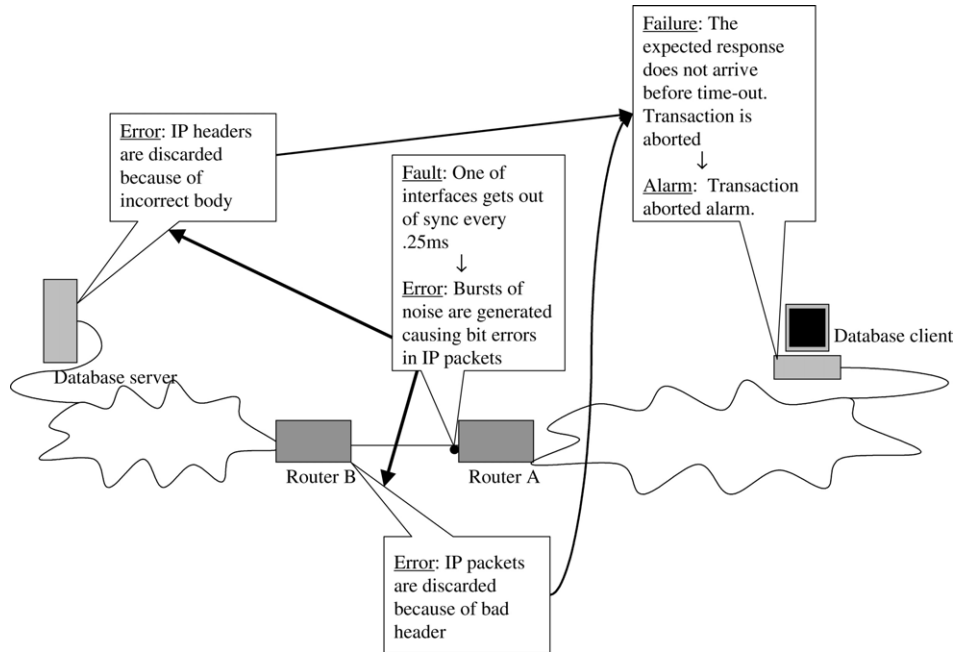 Failure: The
expected response
does not arrive
before time-out.
Transaction is
aborted
↓
Alarm: Transaction
aborted alarm.
Error: IP headers
are discarded
because of
incorrect body
Fault: One of
interfaces gets out
of sync every
.25ms
↓
Error: Bursts of
noise are generated
causing bit errors
in IP packets
Database client
Database server
Router B
Router A
Error: IP packets
are discarded
because of bad
header